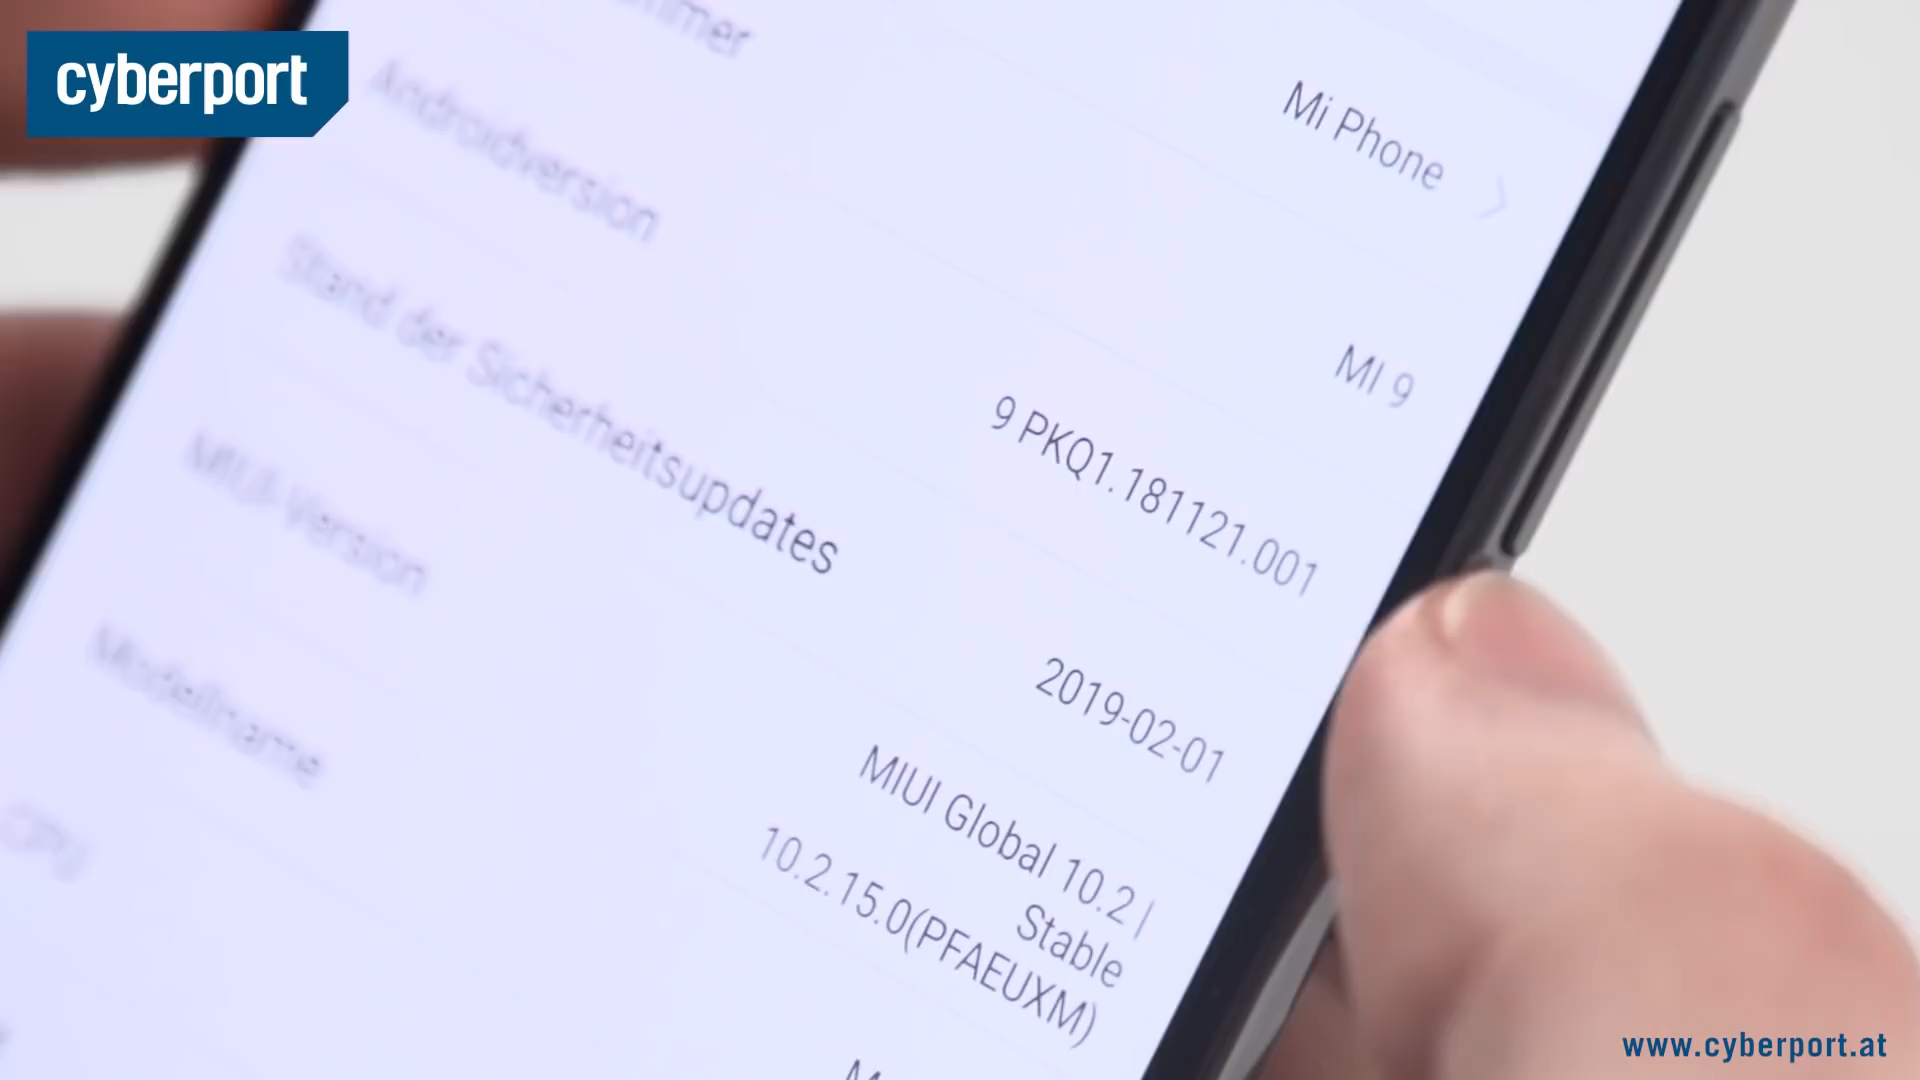 cyberport
Mi Phone
MI 9
Androidversion
9 PKQ1.181121.001
Stand der Sicherheitsupdates
2019-02-01
MIUI-Version
MIUI Global 10.2 |
Stable
10.2.15.0(PFAEUXM)
Modellname
CPU
www.cyberport.at